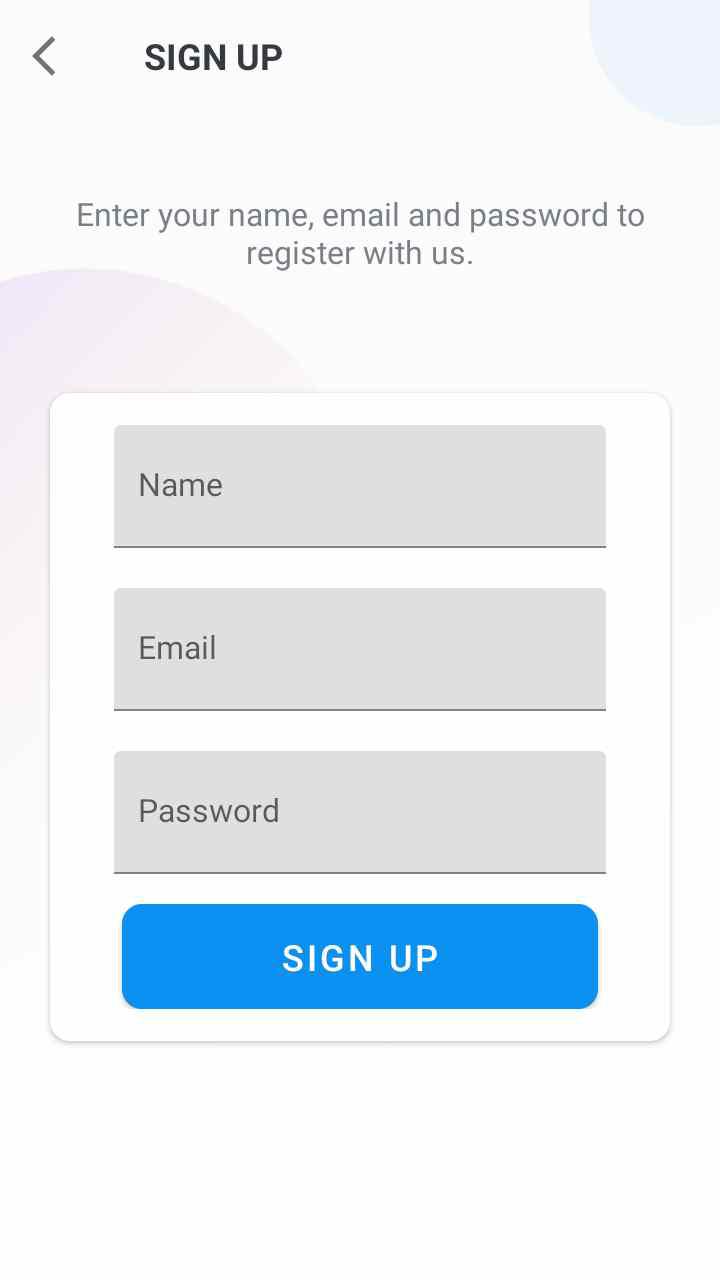 SIGN UP
Enter your name, email and password to
register with us.
Name
Email
Password
SIGN UP